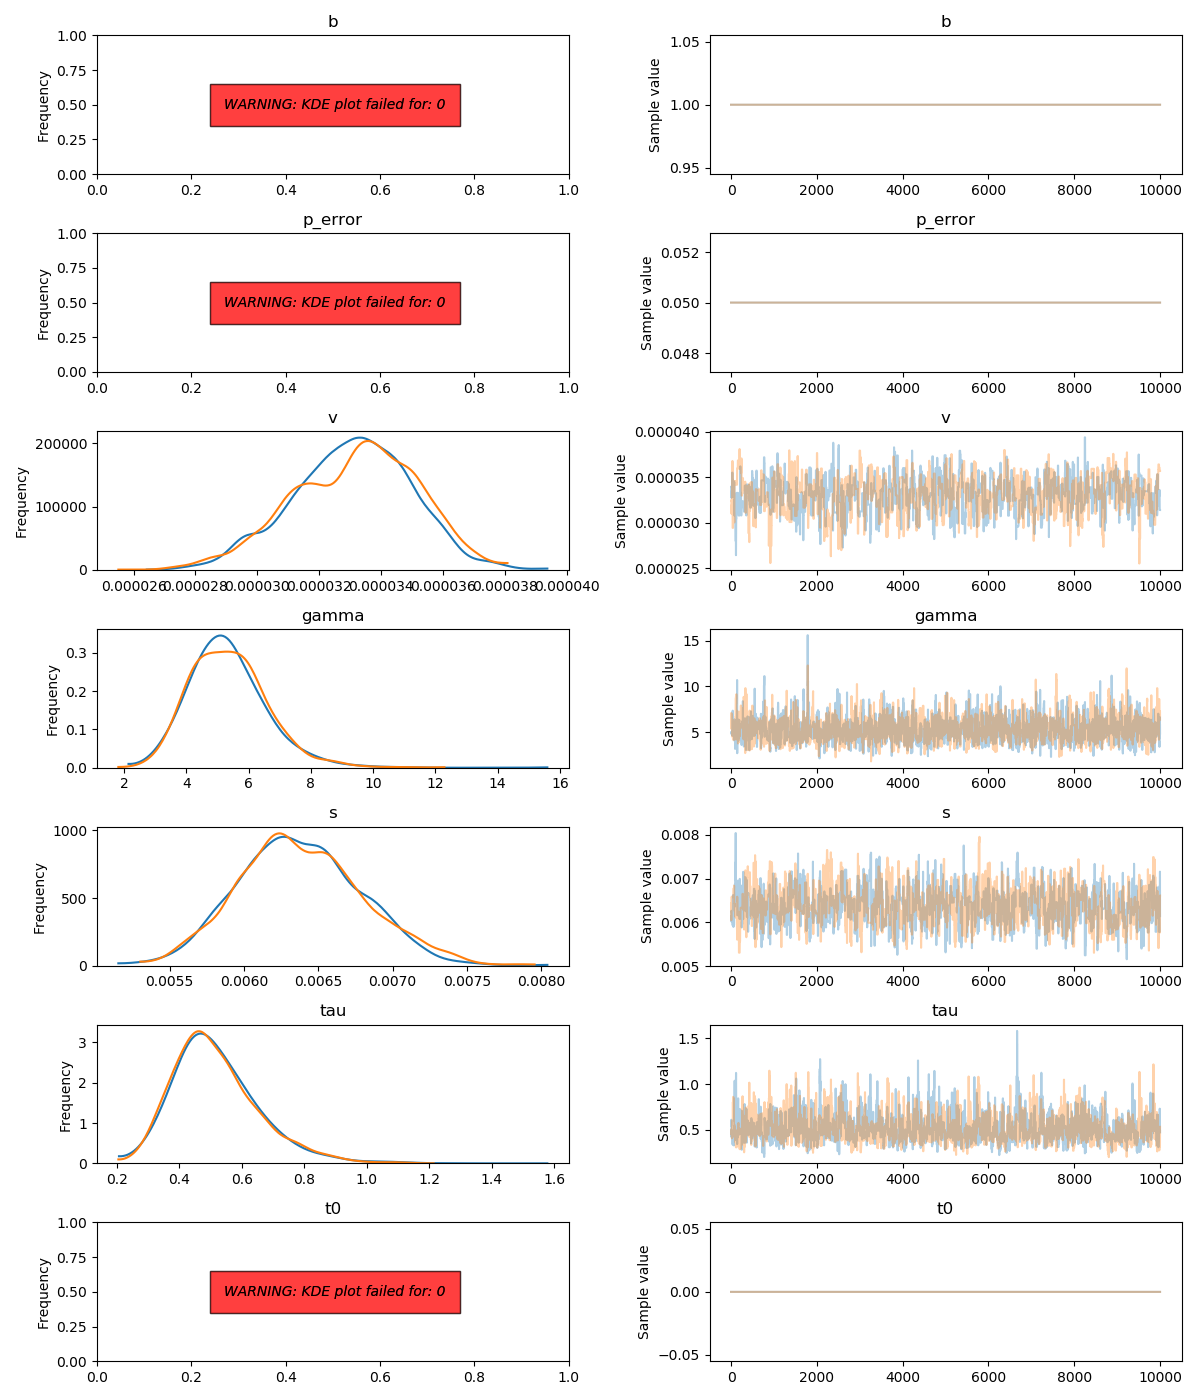 b
1.00
0.75
0.50
0.25
0.00
Frequency
WARNING: KDE plot failed for: 0
0.0 0.2 0.4 0.6 0.8 1.0
b
1.05
1.00
0.95
Sample value
0 2000 4000 6000 8000 10000
p_error
1.00
0.75
0.50
0.25
0.00
Frequency
WARNING: KDE plot failed for: 0
0.0 0.2 0.4 0.6 0.8 1.0
p_error
0.052
0.050
0.048
Sample value
0 2000 4000 6000 8000 10000
v
200000
100000
0
Frequency
0.000026 0.000028 0.000030 0.000032 0.000034 0.000036 0.000038 0.000040
v
0.000040
0.000035
0.000030
0.000025
Sample value
0 2000 4000 6000 8000 10000
gamma
0.3
0.2
0.1
0.0
Frequency
2 4 6 8 10 12 14 16
gamma
15
10
5
Sample value
0 2000 4000 6000 8000 10000
s
1000
500
0
Frequency
0.0055 0.0060 0.0065 0.0070 0.0075 0.0080
s
0.008
0.007
0.006
0.005
Sample value
0 2000 4000 6000 8000 10000
tau
3
2
1
0
Frequency
0.2 0.4 0.6 0.8 1.0 1.2 1.4 1.6
tau
1.5
1.0
0.5
Sample value
0 2000 4000 6000 8000 10000
t0
1.00
0.75
0.50
0.25
0.00
Frequency
WARNING: KDE plot failed for: 0
0.0 0.2 0.4 0.6 0.8 1.0
t0
0.05
0.00
−0.05
Sample value
0 2000 4000 6000 8000 10000